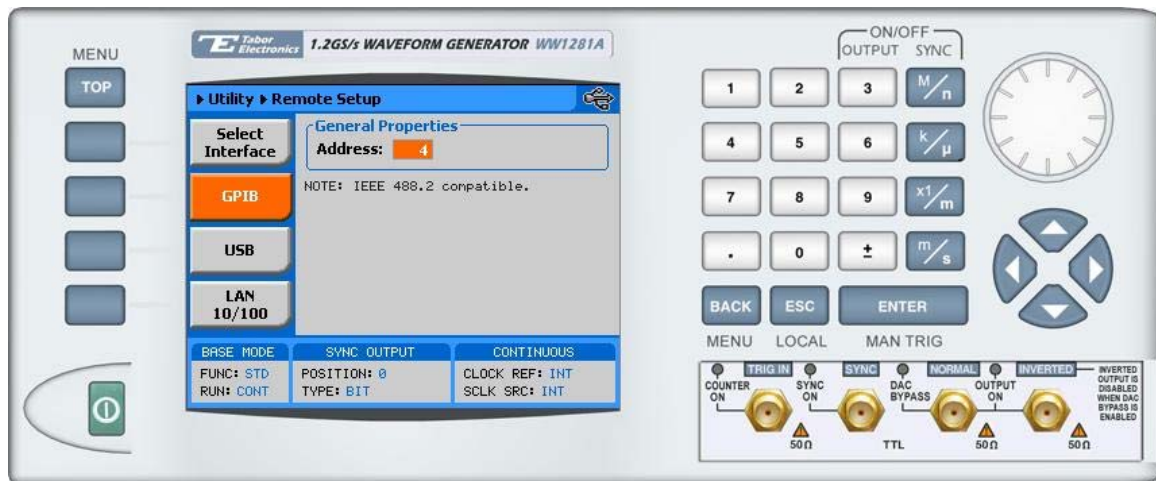 MENU
TOP
Tabor
Electronics
1.2GS/s WAVEFORM GENERATOR WW1281A
Utility Remote Setup
Select
Interface
GPIB
USB
LAN
10/100
General Properties
Address: 4
NOTE: IEEE 488.2 compatible.
BASE MODE
FUNC: STD
RUN: CONT
SYNC OUTPUT
POSITION: 0
TYPE: BIT
CONTINUOUS
CLOCK REF: INT
SCLK SRC: INT
ON/OFF
OUTPUT SYNC
1 2 3 M/n
4 5 6 k/µ
7 8 9 x1/m
. 0 ± m/s
BACK ESC ENTER
MENU LOCAL MAN TRIG
TRIG IN SYNC NORMAL INVERTED
COUNTER
ON
SYNC
ON
DAC
BYPASS
OUTPUT
ON
INVERTED
OUTPUT IS
DISABLED
WHEN DAC
BYPASS IS
ENABLED
50Ω TTL 50Ω 50Ω